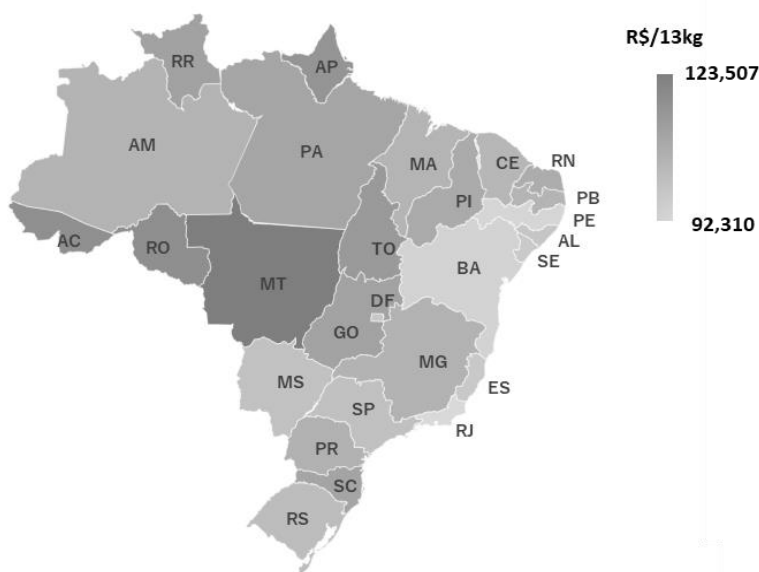 R$/13kg
123,507
92,310
RR
AP
AM
PA
MA
CE
RN
PB
PE
AL
SE
PI
AC
RO
TO
BA
MT
DF
GO
MG
MS
ES
SP
RJ
PR
SC
RS